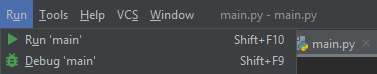 Run Tools Help VCS Window main.py - main.py
Run 'main' Shift+F10
main.py
Debug 'main' Shift+F9